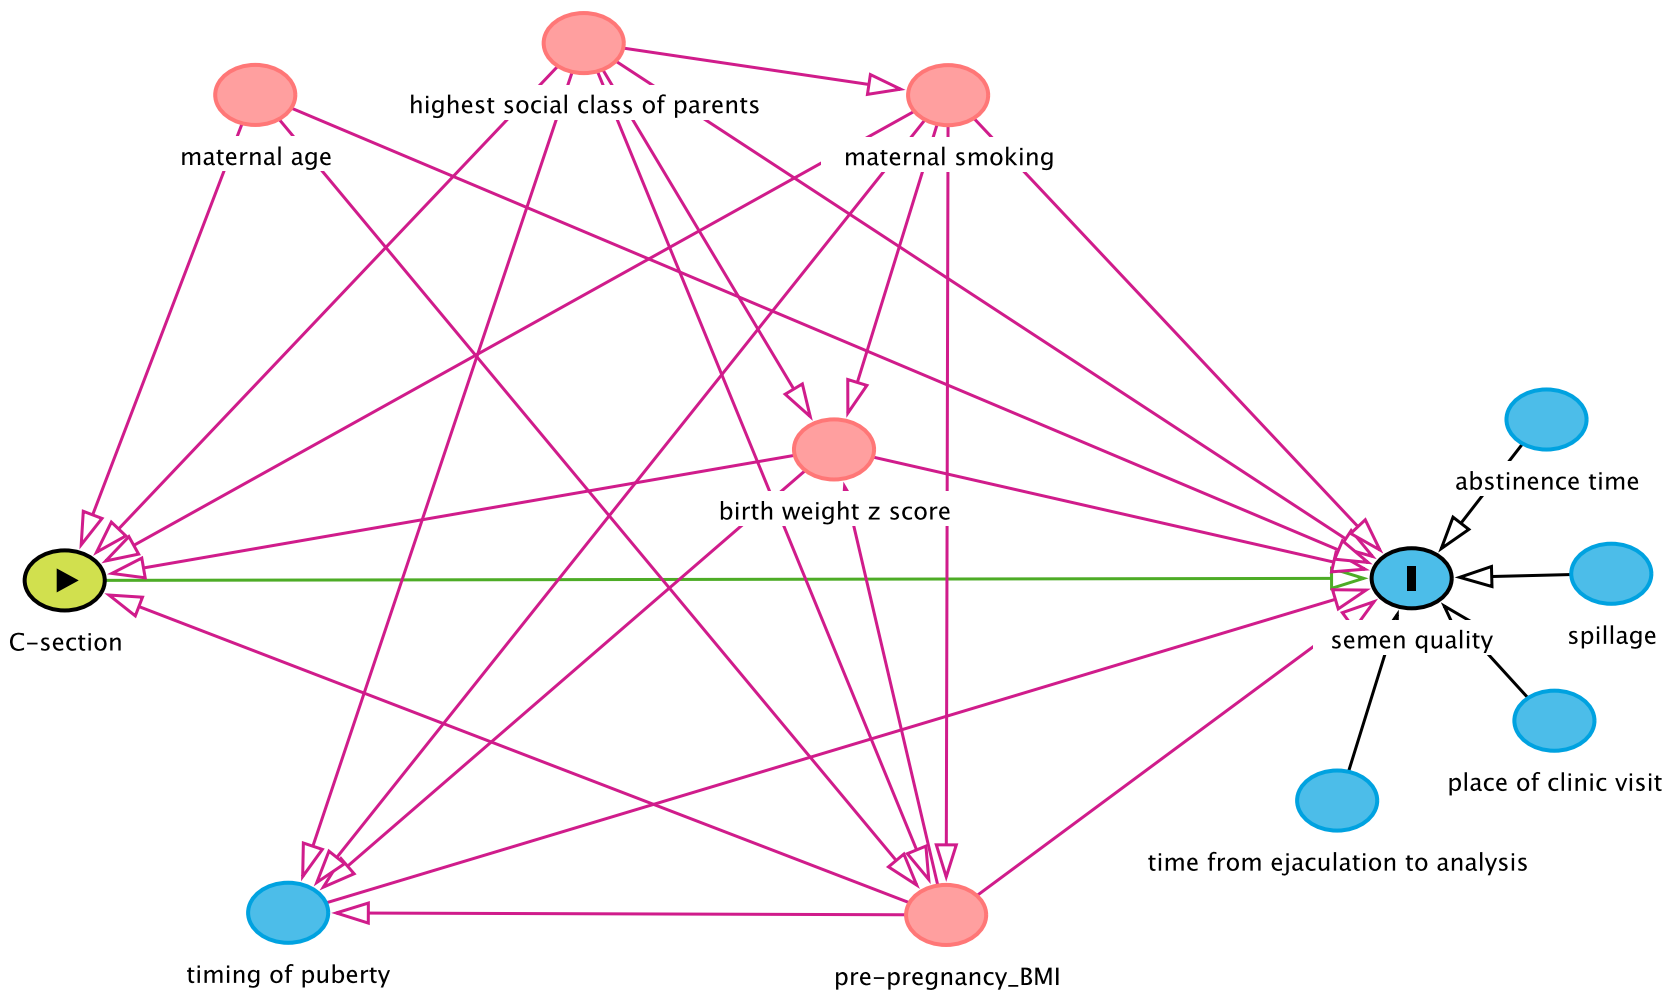 highest social class of parents
maternal age
maternal smoking
abstinence time
birth weight z score
C-section
semen quality
spillage
place of clinic visit
time from ejaculation to analysis
timing of puberty
pre-pregnancy_BMI